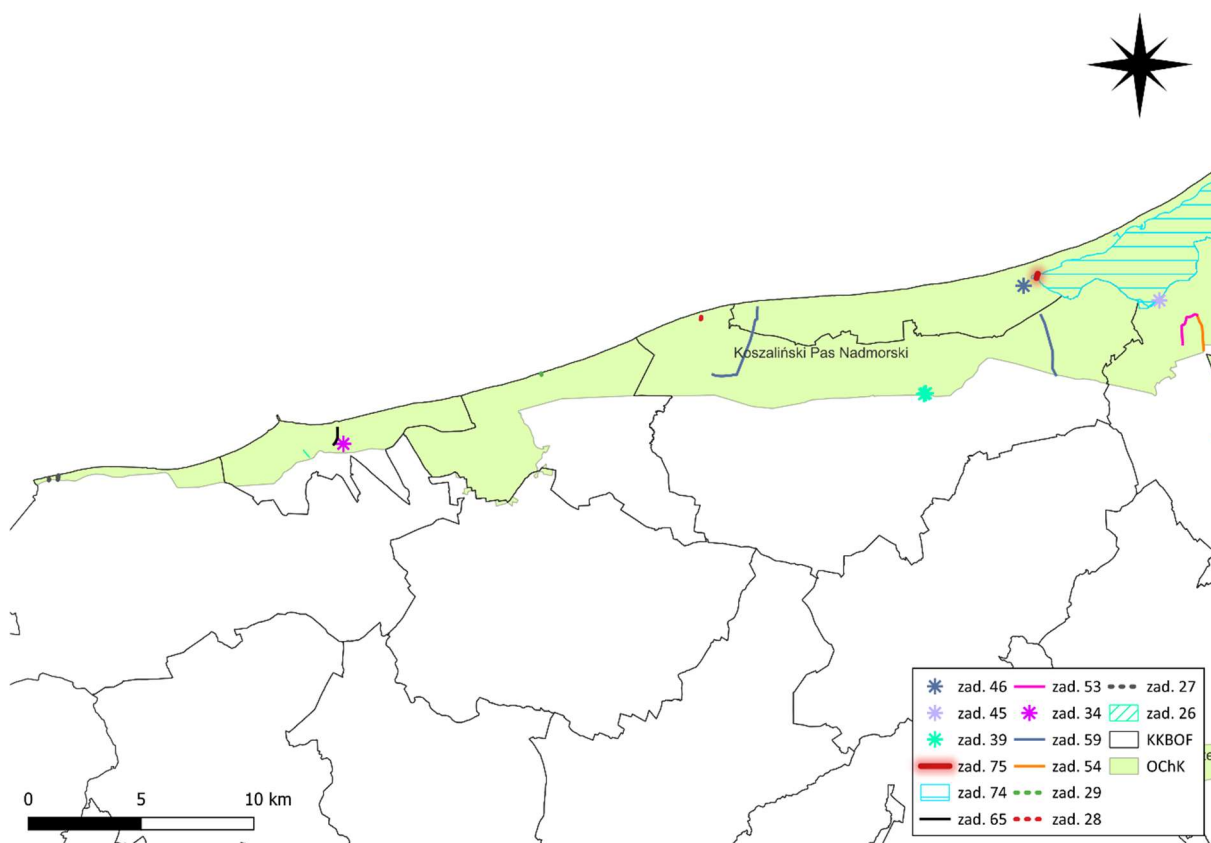 Koszaliński Pas Nadmorski
zad. 46 zad. 53 zad. 27
zad. 45 zad. 34 zad. 26
zad. 39 zad. 59 KKBOF
zad. 75 zad. 54 OChK
zad. 74 zad. 29
zad. 65 zad. 28
0 5 10 km